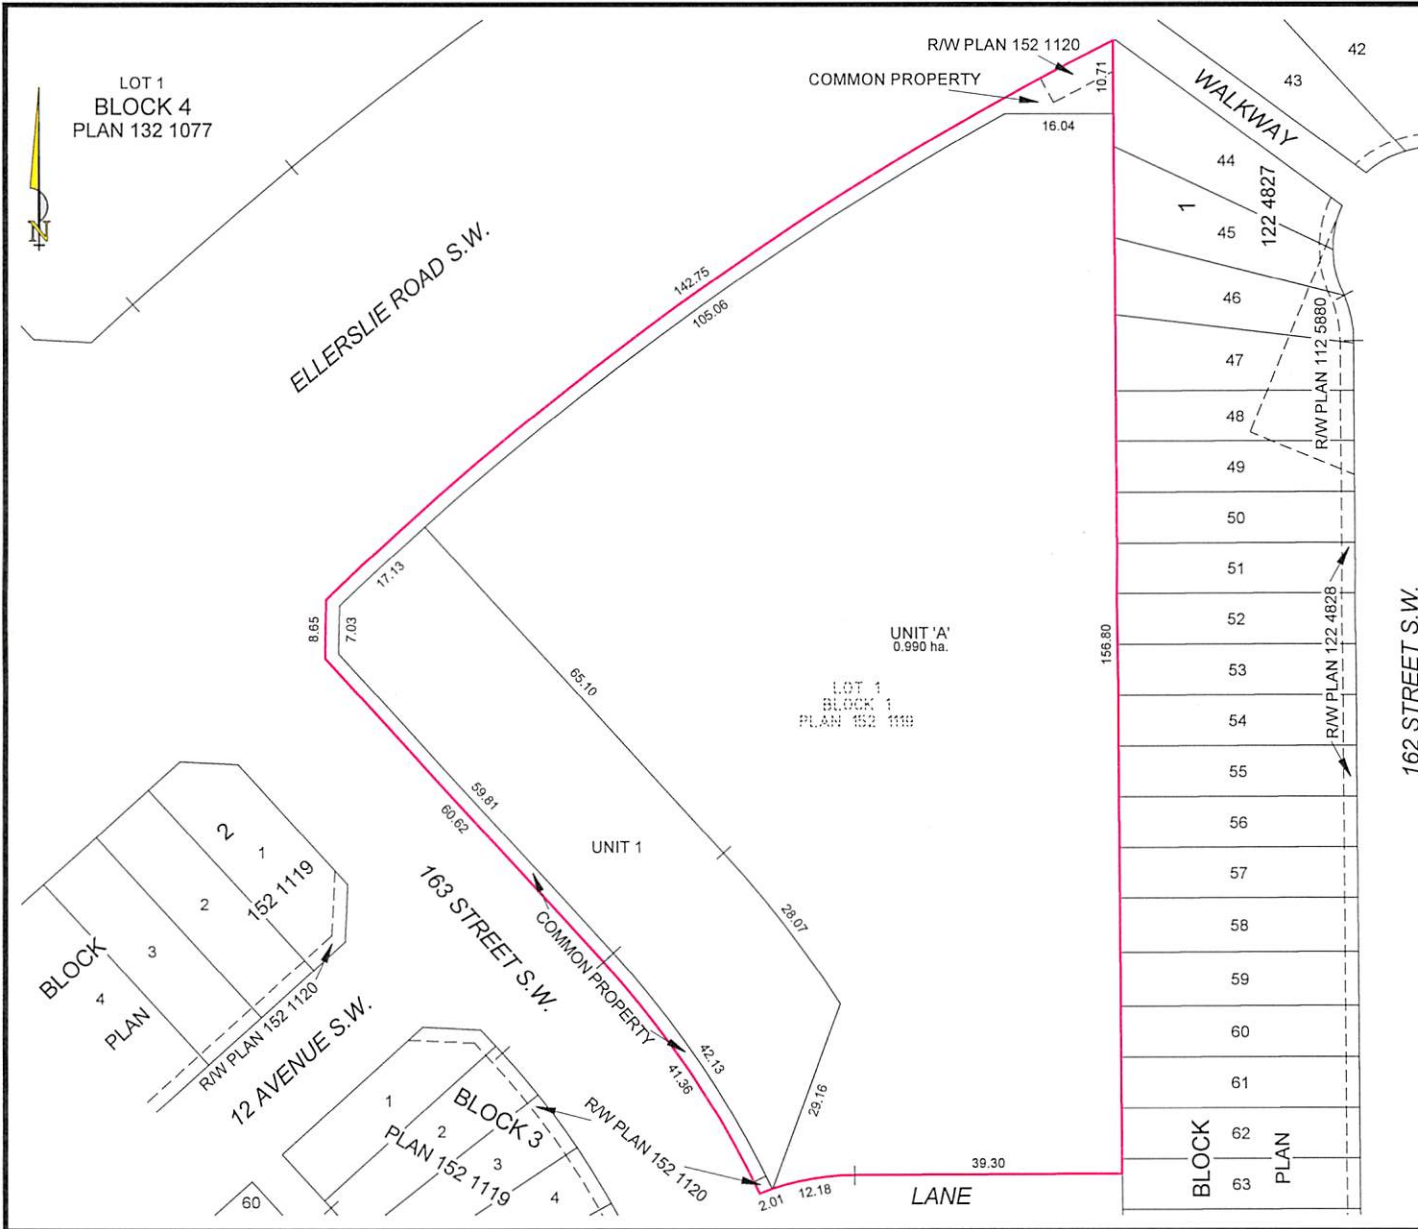 LOT 1
BLOCK 4
PLAN 132 1077
N
R/W PLAN 152 1120
COMMON PROPERTY
10.71
16.04
WALKWAY
42
43
44
1
122 4827
45
46
47
48
49
50
51
52
53
54
55
56
57
58
59
60
61
62
63
BLOCK
PLAN
R/W PLAN 112 5880
R/W PLAN 122 4828
162 STREET S.W.
ELLERSLIE ROAD S.W.
142.75
105.06
17.13
8.65
7.03
65.10
UNIT 'A'
0.990 ha.
LOT 1
BLOCK 1
PLAN 152 1119
156.80
59.81
60.62
UNIT 1
28.07
163 STREET S.W.
COMMON PROPERTY
42.13
41.36
29.16
39.30
12.18
2.01
LANE
2
1
152 1119
2
3
4
BLOCK
PLAN
R/W PLAN 152 1120
12 AVENUE S.W.
1
2
3
4
BLOCK 3
PLAN 152 1119
R/W PLAN 152 1120
60